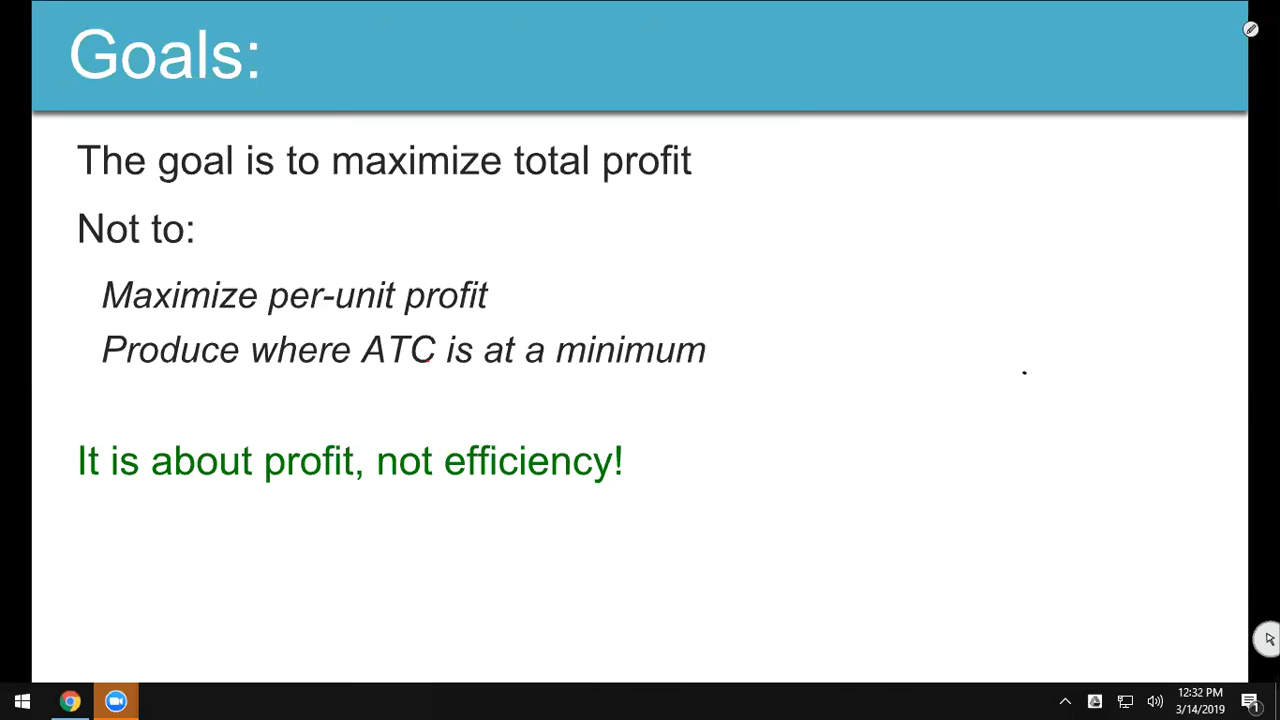 Goals:
The goal is to maximize total profit
Not to:
Maximize per-unit profit
Produce where ATC is at a minimum
It is about profit, not efficiency!
12:32 PM
3/14/2019
1